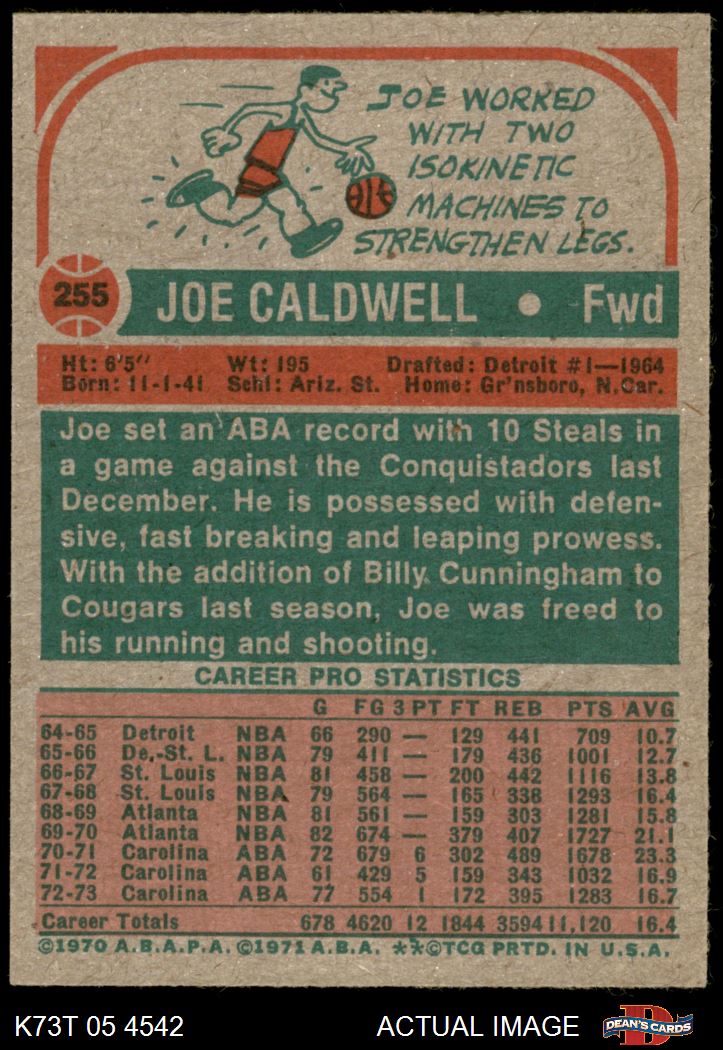 JOE WORKED
WITH TWO
ISOKINETIC
MACHINES TO
STRENGTHEN LEGS.
255 JOE CALDWELL • Fwd
Ht: 6'5" Wt: 195 Drafted: Detroit #1—1964
Born: 11-1-41 Schl: Ariz. St. Home: Gr'nsboro, N.Car.
Joe set an ABA record with 10 Steals in
a game against the Conquistadors last
December. He is possessed with defen-
sive, fast breaking and leaping prowess.
With the addition of Billy Cunningham to
Cougars last season, Joe was freed to
his running and shooting.
CAREER PRO STATISTICS
G FG 3 PT FT REB PTS AVG
64-65 Detroit NBA 66 290 — 129 441 709 10.7
65-66 De.-St. L. NBA 79 411 — 179 436 1001 12.7
66-67 St. Louis NBA 81 458 — 200 442 1116 13.8
67-68 St. Louis NBA 79 564 — 165 338 1293 16.4
68-69 Atlanta NBA 81 561 — 159 303 1281 15.8
69-70 Atlanta NBA 82 674 — 379 407 1727 21.1
70-71 Carolina ABA 72 679 6 302 489 1678 23.3
71-72 Carolina ABA 61 429 5 159 343 1032 16.9
72-73 Carolina ABA 77 554 1 172 395 1283 16.7
Career Totals 678 4620 12 1844 3594 11,120 16.4
©1970 A.B.A.P.A. ©1971 A.B.A. **©TCG PRTD. IN U.S.A.
K73T 05 4542 ACTUAL IMAGE DEAN'S CARDS